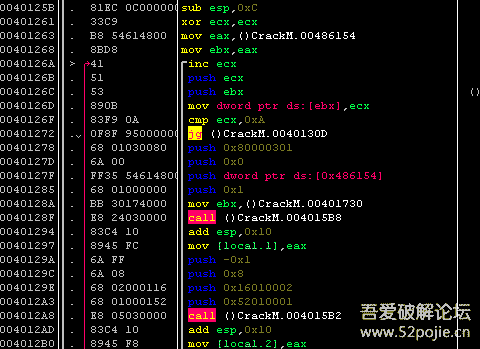 0040125B . 81EC 0C000000 sub esp,0xC
00401261 . 33C9 xor ecx,ecx
00401263 . B8 54614800 mov eax,()CrackM.00486154
00401268 . 8BD8 mov ebx,eax
0040126A > 41 inc ecx
0040126B . 51 push ecx
0040126C . 53 push ebx ()
0040126D . 890B mov dword ptr ds:[ebx],ecx
0040126F . 83F9 0A cmp ecx,0xA
00401272 . 0F8F 95000000 jg ()CrackM.0040130D
00401278 . 68 01030080 push 0x80000301
0040127D . 6A 00 push 0x0
0040127F . FF35 54614800 push dword ptr ds:[0x486154]
00401285 . 68 01000000 push 0x1
0040128A . BB 30174000 mov ebx,()CrackM.00401730
0040128F . E8 24030000 call ()CrackM.004015B8
00401294 . 83C4 10 add esp,0x10
00401297 . 8945 FC mov [local.1],eax
0040129A . 6A FF push -0x1
0040129C . 6A 08 push 0x8
0040129E . 68 02000116 push 0x16010002
004012A3 . 68 01000152 push 0x52010001
004012A8 . E8 05030000 call ()CrackM.004015B2
004012AD . 83C4 10 add esp,0x10
004012B0 . 8945 F8 mov [local.2],eax
吾爱破解论坛
www.52pojie.cn